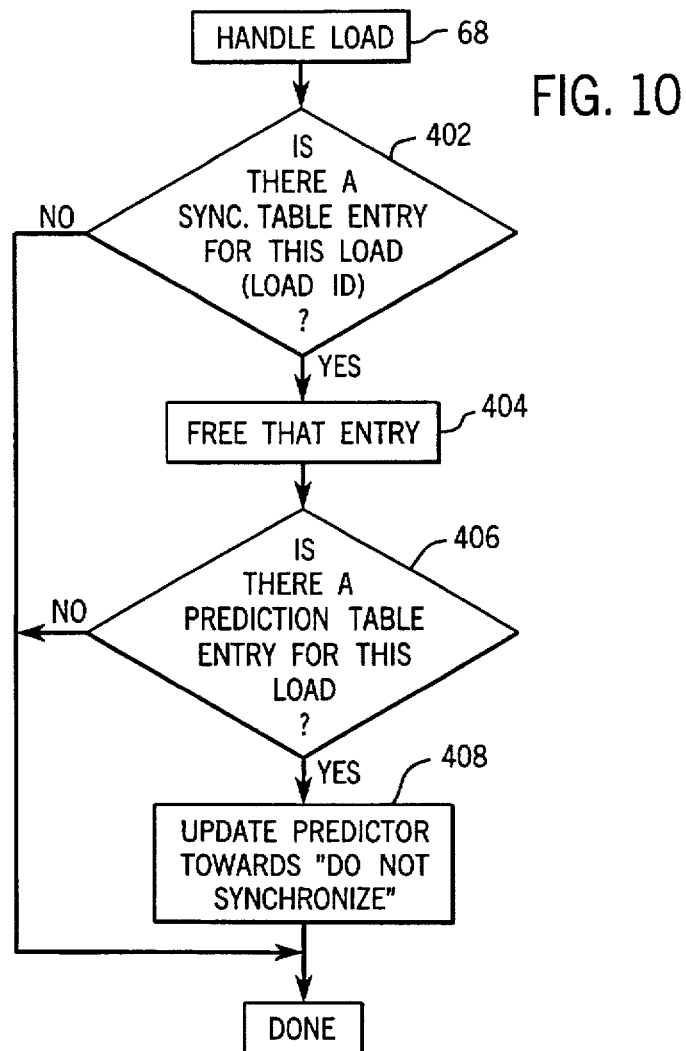 HANDLE LOAD
68
FIG. 10
402
IS
THERE A
SYNC. TABLE ENTRY
FOR THIS LOAD
(LOAD ID)
?
NO
YES
404
FREE THAT ENTRY
406
IS
THERE A
PREDICTION TABLE
ENTRY FOR THIS
LOAD
?
NO
YES
408
UPDATE PREDICTOR
TOWARDS "DO NOT
SYNCHRONIZE"
DONE